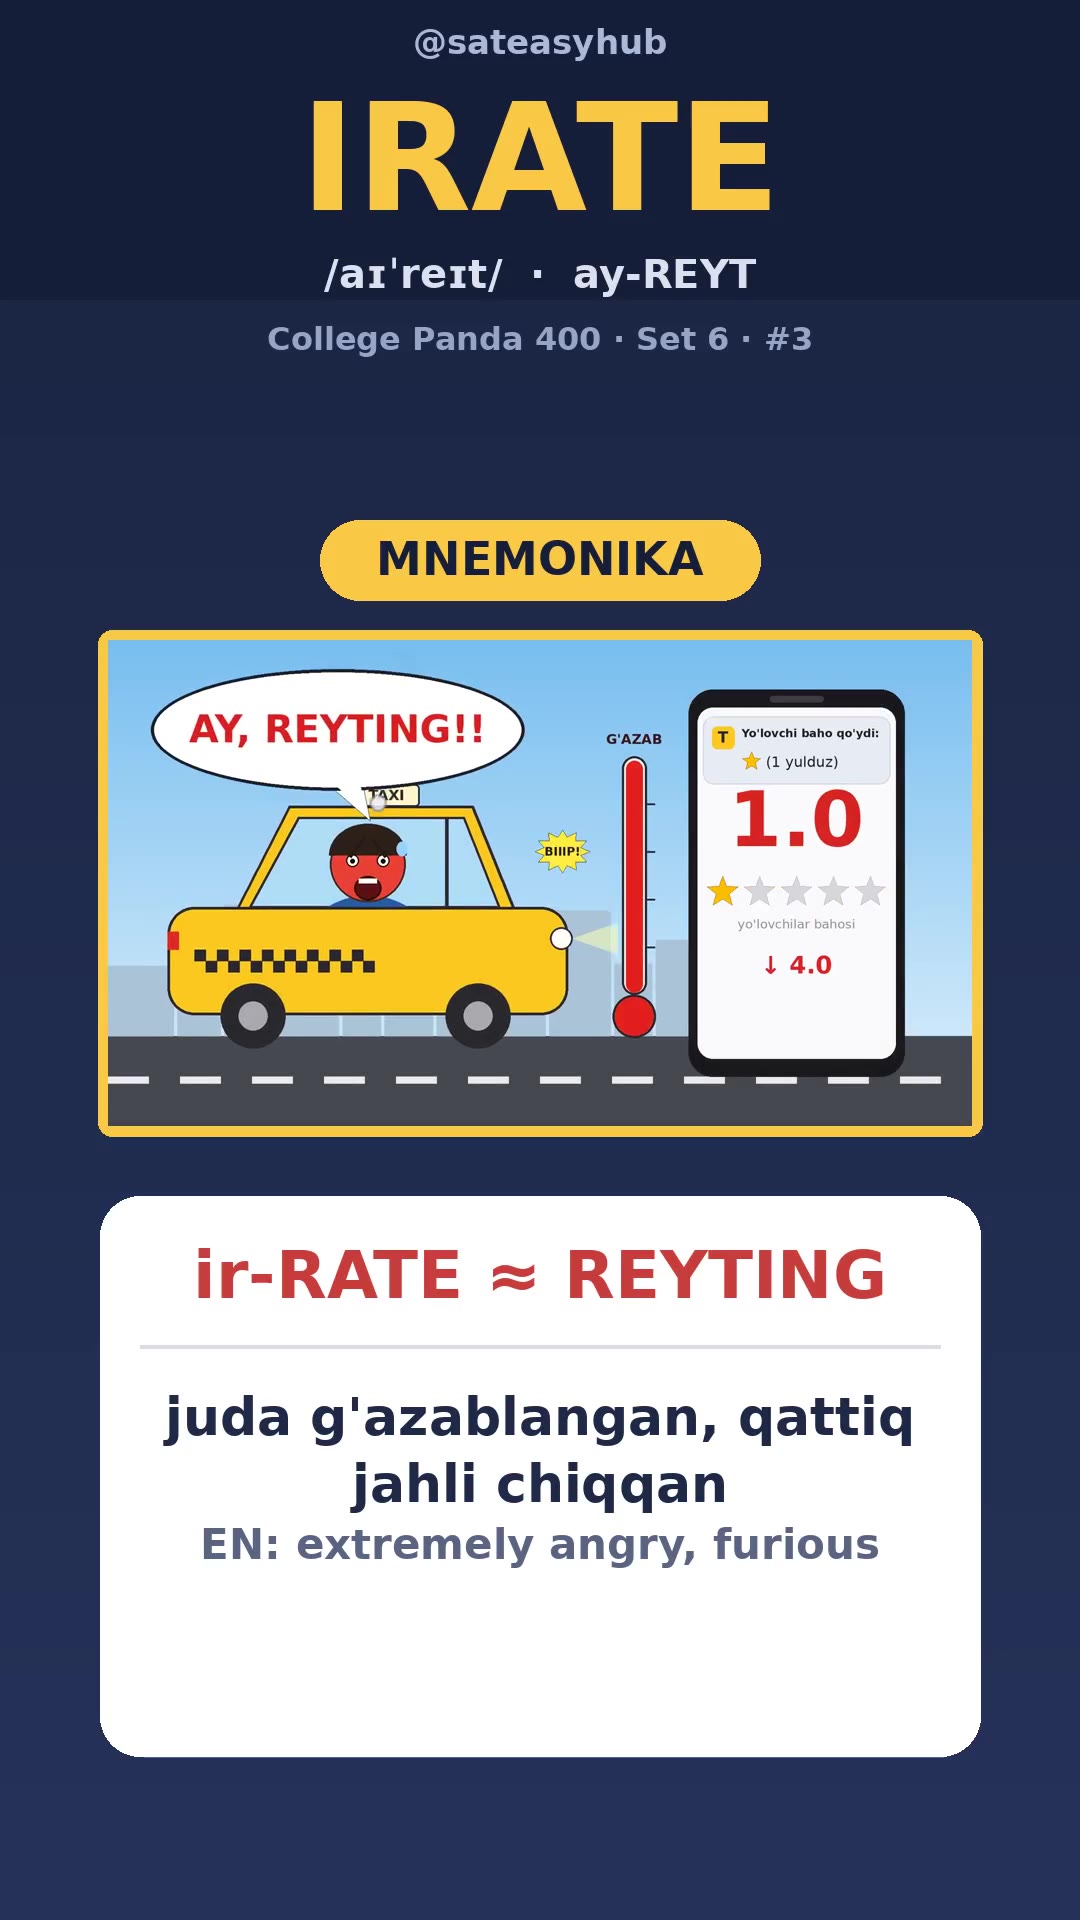 @sateasyhub
IRATE
/aɪˈreɪt/ · ay-REYT
College Panda 400 · Set 6 · #3
MNEMONIKA
AY, REYTING!!
TAXI
BIIIP!
G'AZAB
T
Yo'lovchi baho qo'ydi:
(1 yulduz)
1.0
yo'lovchilar bahosi
↓ 4.0
ir-RATE ≈ REYTING
juda g'azablangan, qattiq
jahli chiqqan
EN: extremely angry, furious